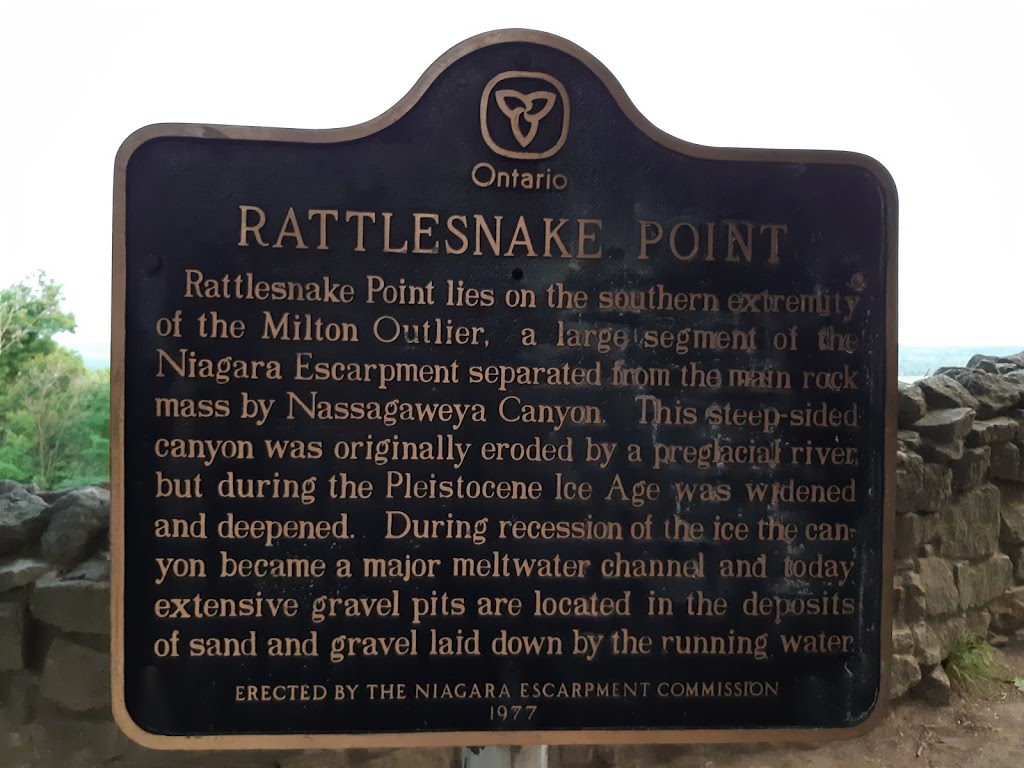 Ontario
RATTLESNAKE POINT
Rattlesnake Point lies on the southern extremity
of the Milton Outlier, a large segment of the
Niagara Escarpment separated from the main rock
mass by Nassagaweya Canyon. This steep-sided
canyon was originally eroded by a preglacial river,
but during the Pleistocene Ice Age was widened
and deepened. During recession of the ice the can-
yon became a major meltwater channel and today
extensive gravel pits are located in the deposits
of sand and gravel laid down by the running water.
ERECTED BY THE NIAGARA ESCARPMENT COMMISSION
1977